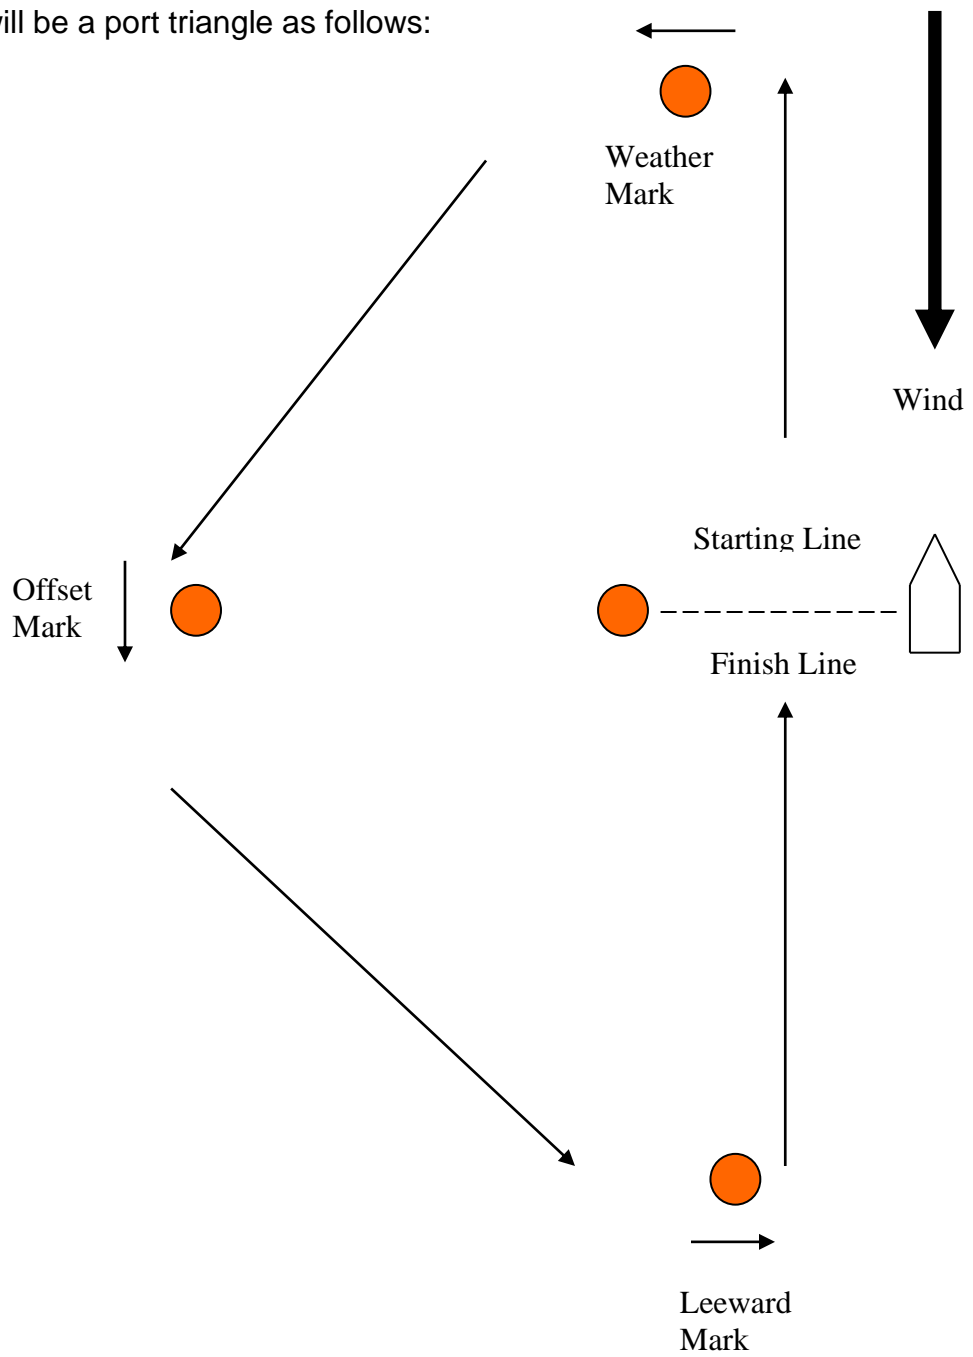 will be a port triangle as follows:
Weather
Mark
Wind
Starting Line
Offset
Mark
Finish Line
Leeward
Mark